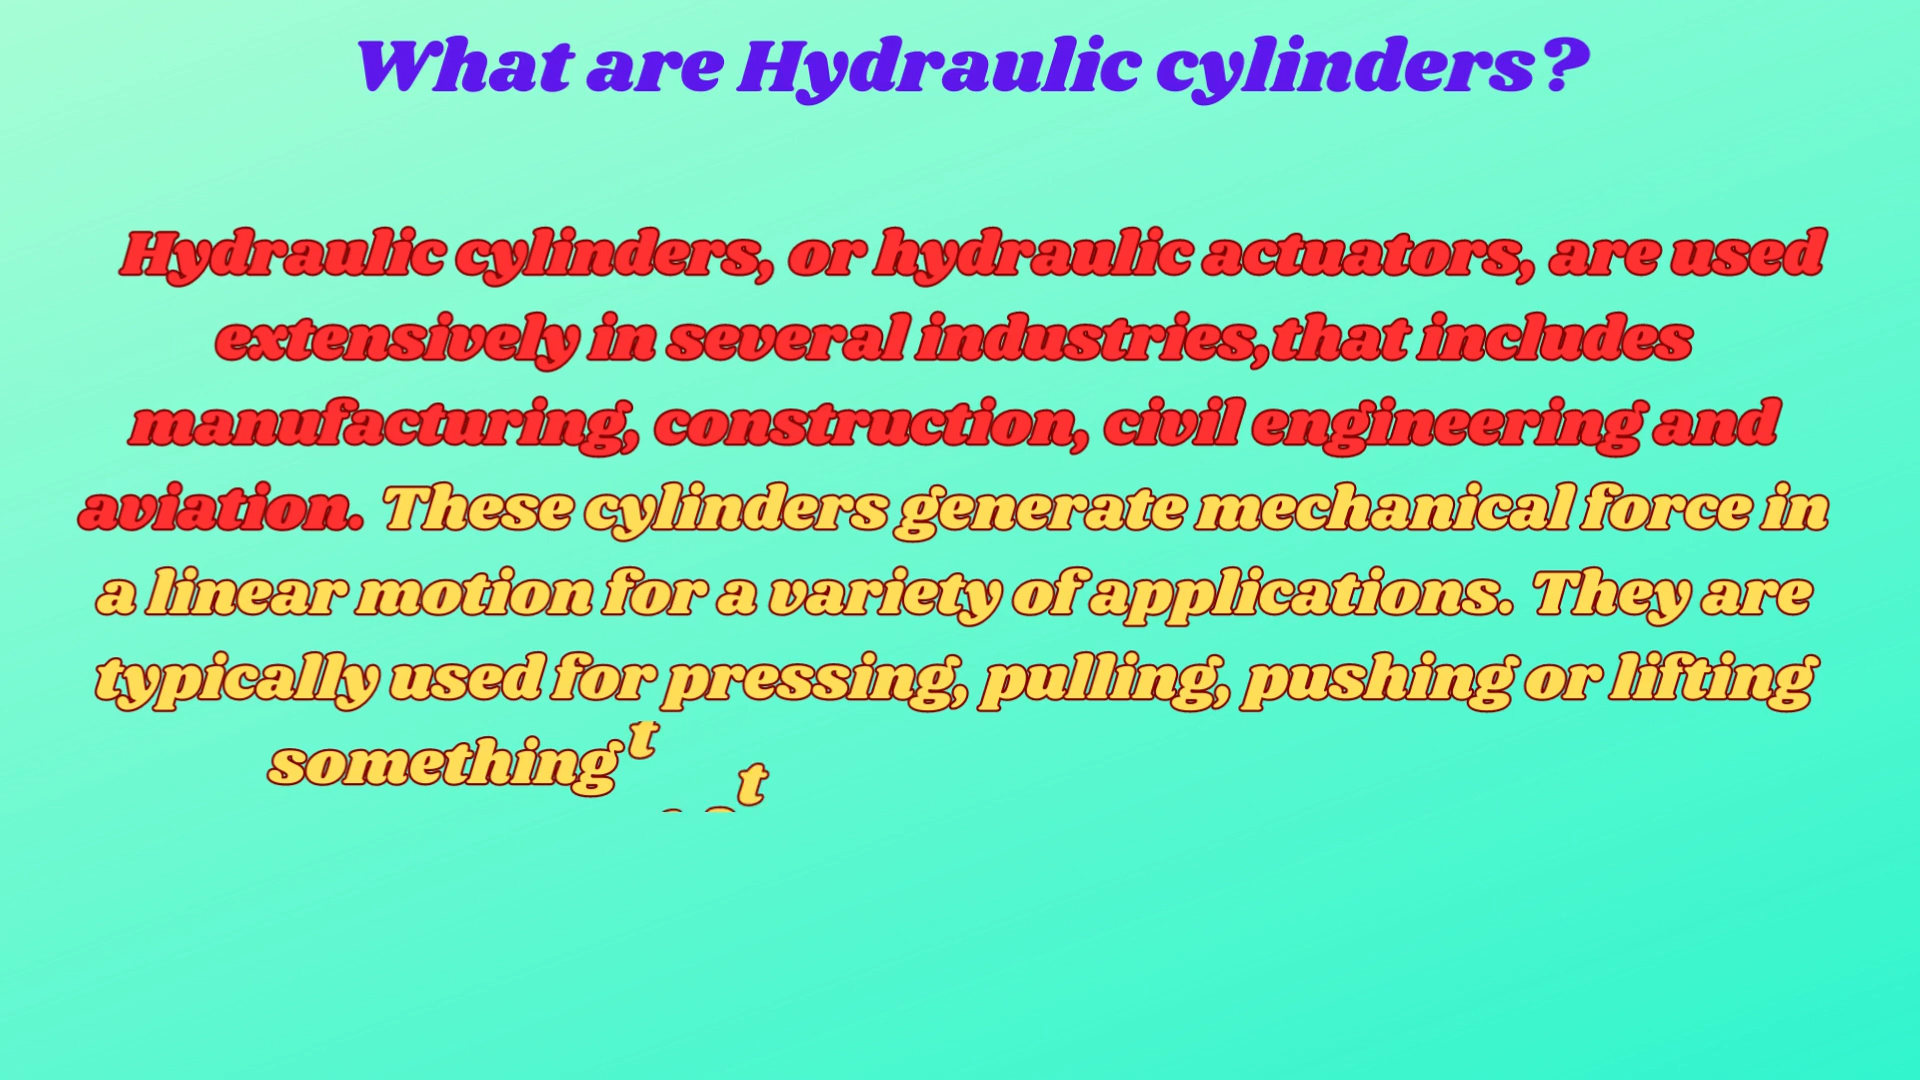 What are Hydraulic cylinders?
Hydraulic cylinders, or hydraulic actuators, are used
extensively in several industries,that includes
manufacturing, construction, civil engineering and
aviation. These cylinders generate mechanical force in
a linear motion for a variety of applications. They are
typically used for pressing, pulling, pushing or lifting
something